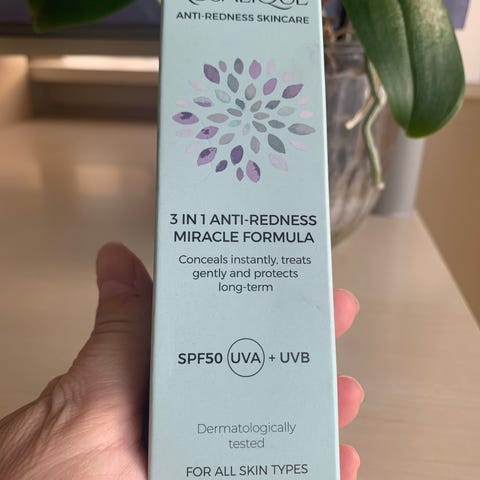 ROSALIQUE
ANTI-REDNESS SKINCARE
3 IN 1 ANTI-REDNESS
MIRACLE FORMULA
Conceals instantly, treats
gently and protects
long-term
SPF50 UVA + UVB
Dermatologically
tested
FOR ALL SKIN TYPES